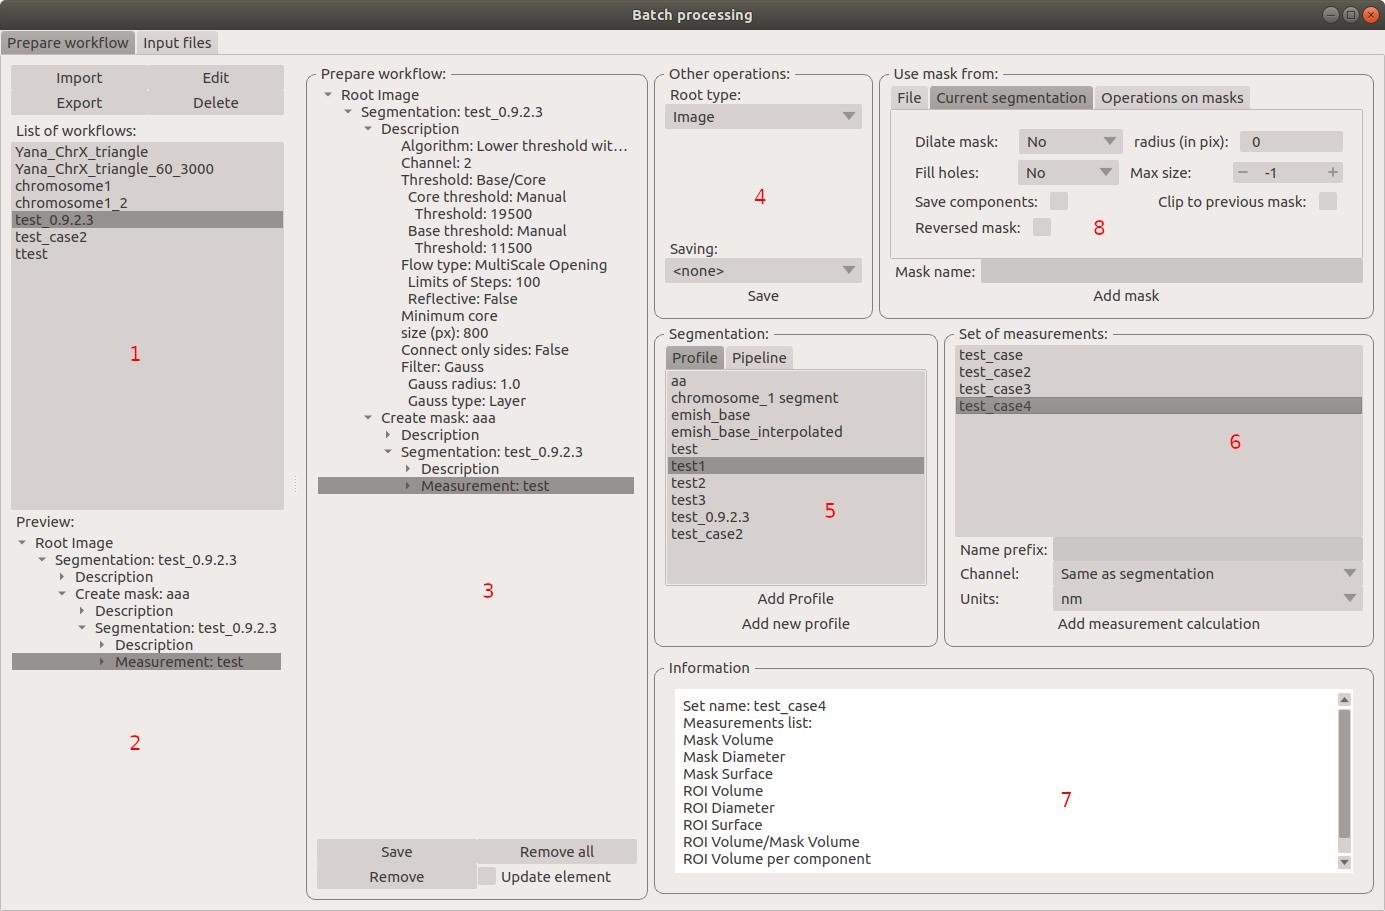 Batch processing
Prepare workflow
Input files
Import
Edit
Export
Delete
List of workflows:
Yana_ChrX_triangle
Yana_ChrX_triangle_60_3000
chromosome1
chromosome1_2
test_0.9.2.3
test_case2
ttest
1
Preview:
Root Image
Segmentation: test_0.9.2.3
Description
Create mask: aaa
Description
Segmentation: test_0.9.2.3
Description
Measurement: test
2
Prepare workflow:
Root Image
Segmentation: test_0.9.2.3
Description
Algorithm: Lower threshold wit...
Channel: 2
Threshold: Base/Core
Core threshold: Manual
Threshold: 19500
Base threshold: Manual
Threshold: 11500
Flow type: MultiScale Opening
Limits of Steps: 100
Reflective: False
Minimum core
size (px): 800
Connect only sides: False
Filter: Gauss
Gauss radius: 1.0
Gauss type: Layer
Create mask: aaa
Description
Segmentation: test_0.9.2.3
Description
Measurement: test
3
Save
Remove all
Remove
Update element
Other operations:
Root type:
Image
4
Saving:
<none>
Save
Use mask from:
File
Current segmentation
Operations on masks
Dilate mask:
No
radius (in pix):
0
Fill holes:
No
Max size:
-1
Save components:
Clip to previous mask:
Reversed mask:
8
Mask name:
Add mask
Segmentation:
Profile
Pipeline
aa
chromosome_1 segment
emish_base
emish_base_interpolated
test
test1
test2
test3
test_0.9.2.3
test_case2
5
Add Profile
Add new profile
Set of measurements:
test_case
test_case2
test_case3
test_case4
6
Name prefix:
Channel:
Same as segmentation
Units:
nm
Add measurement calculation
Information
Set name: test_case4
Measurements list:
Mask Volume
Mask Diameter
Mask Surface
ROI Volume
ROI Diameter
ROI Surface
ROI Volume/Mask Volume
ROI Volume per component
7